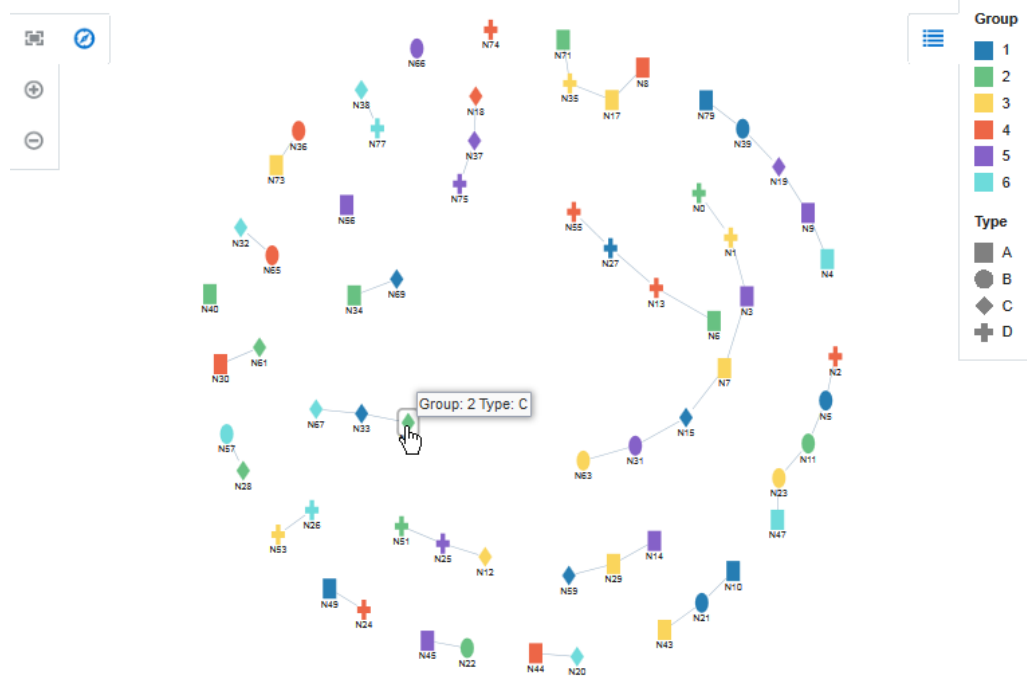 Group
1
2
3
4
5
6
Type
A
B
C
D
N74
N66
N71
N8
N35
N17
N38
N18
N79
N77
N36
N39
N37
N73
N19
N75
N56
N0
N55
N9
N32
N1
N27
N65
N4
N69
N13
N40
N34
N3
N6
N61
N2
N30
N7
Group: 2 Type: C
N67
N33
N5
N15
N57
N31
N11
N63
N28
N23
N26
N47
N51
N53
N25
N14
N12
N29
N59
N10
N49
N21
N24
N43
N45
N22
N44
N20